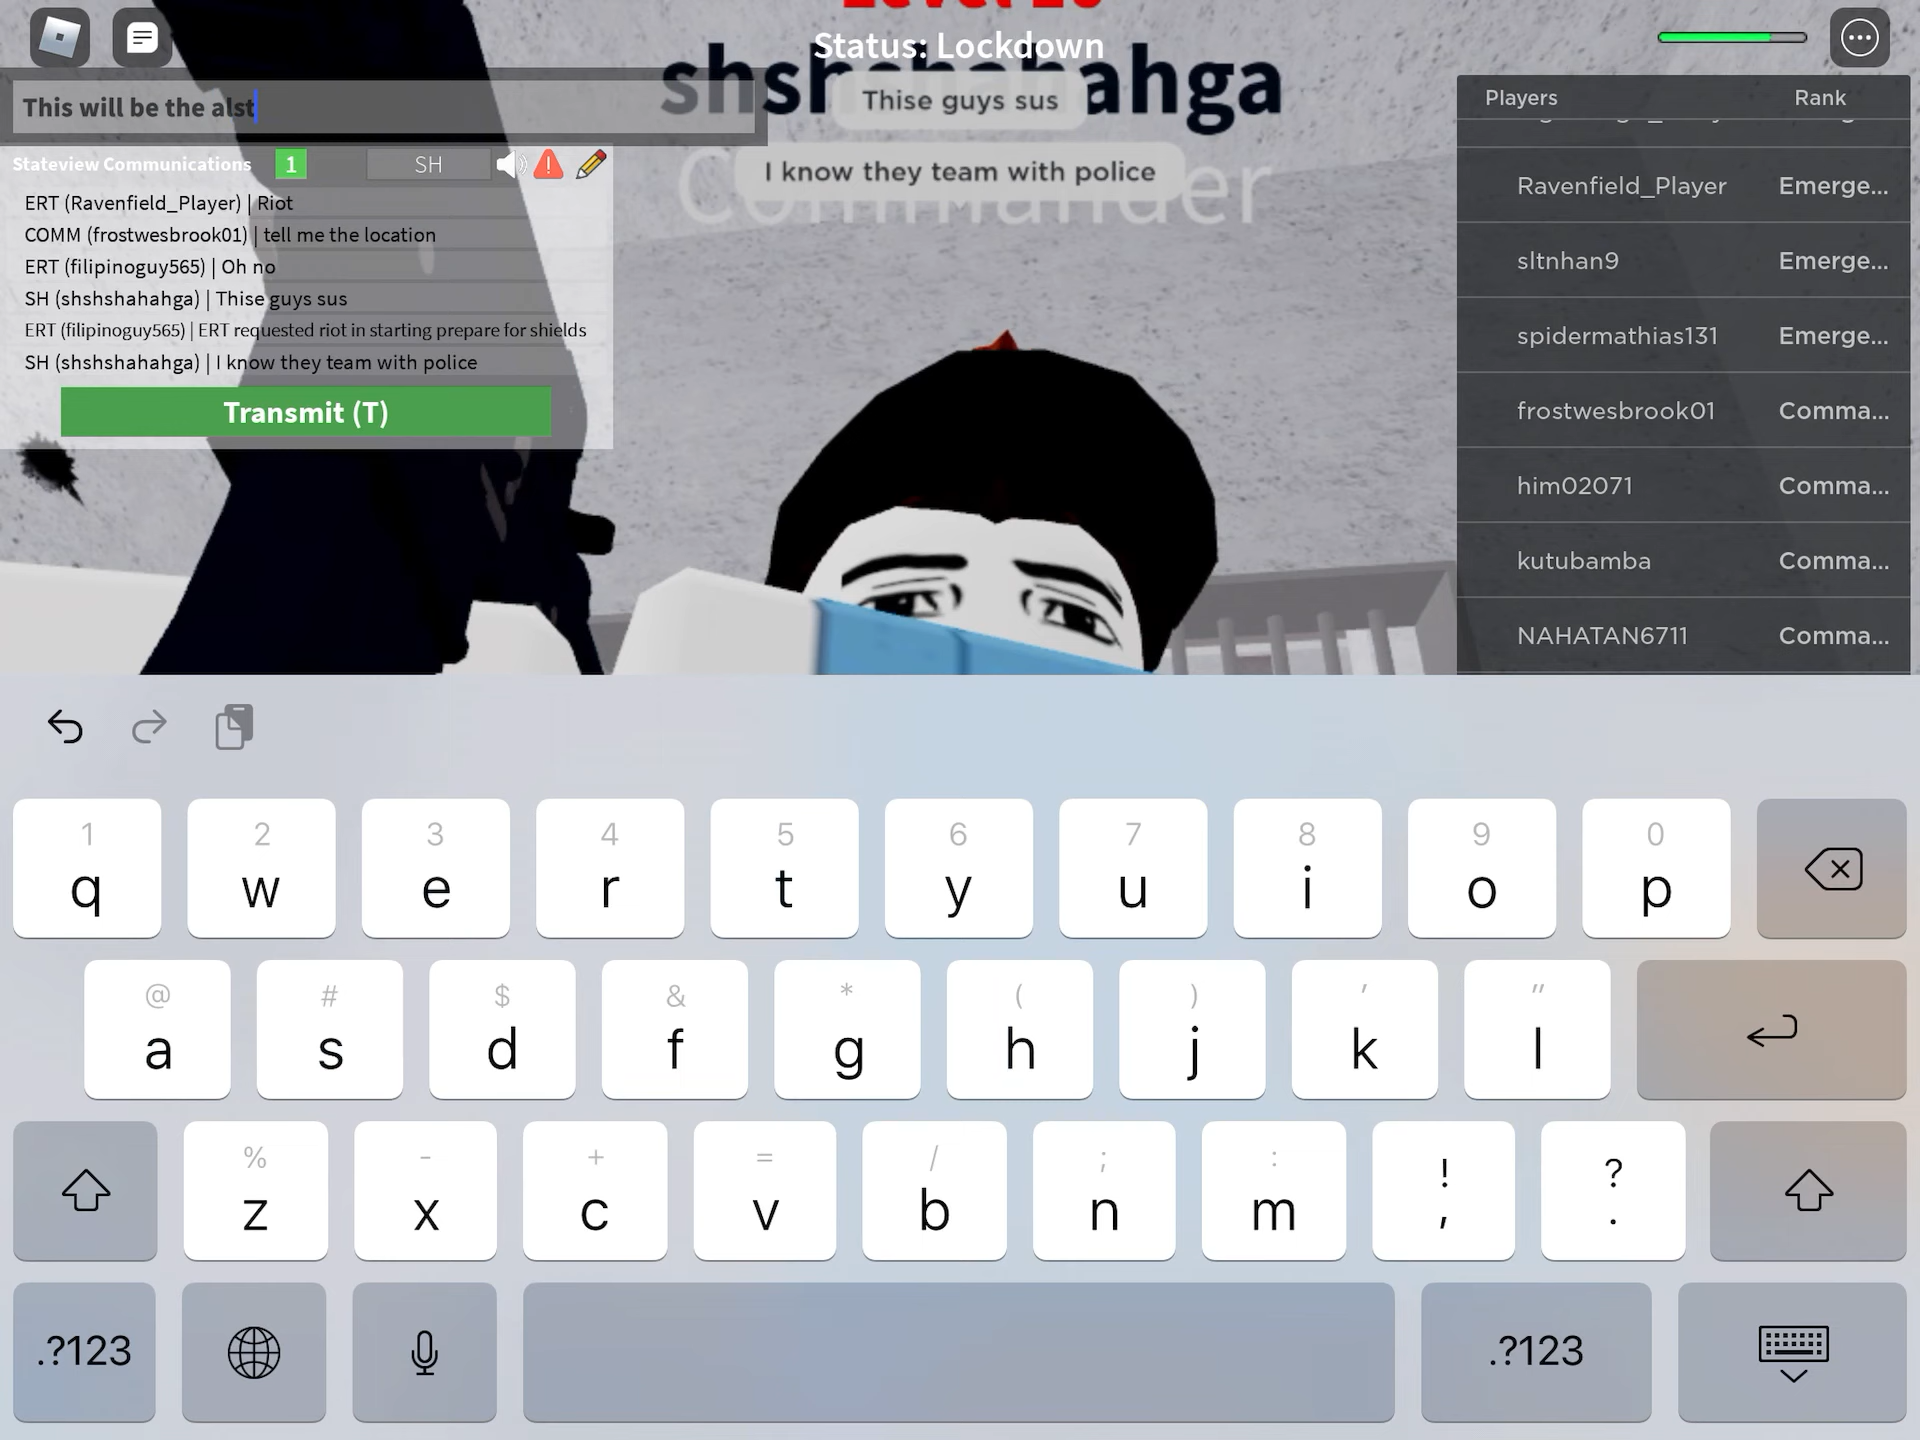 Status: Lockdown
This will be the alst
Thise guys sus
I know they team with police
Commander
Stateview Communications 1 SH
ERT (Ravenfield_Player) | Riot
COMM (frostwesbrook01) | tell me the location
ERT (filipinoguy565) | Oh no
SH (shshshahahga) | Thise guys sus
ERT (filipinoguy565) | ERT requested riot in starting prepare for shields
SH (shshshahahga) | I know they team with police
Transmit (T)
Players Rank
Ravenfield_Player Emerge...
sltnhan9 Emerge...
spidermathias131 Emerge...
frostwesbrook01 Comma...
him02071 Comma...
kutubamba Comma...
NAHATAN6711 Comma...
1 2 3 4 5 6 7 8 9 0
q w e r t y u i o p
@ # $ & * ( ) ' "
a s d f g h j k l
% - + = / ; : ! ?
z x c v b n m , .
.?123 .?123